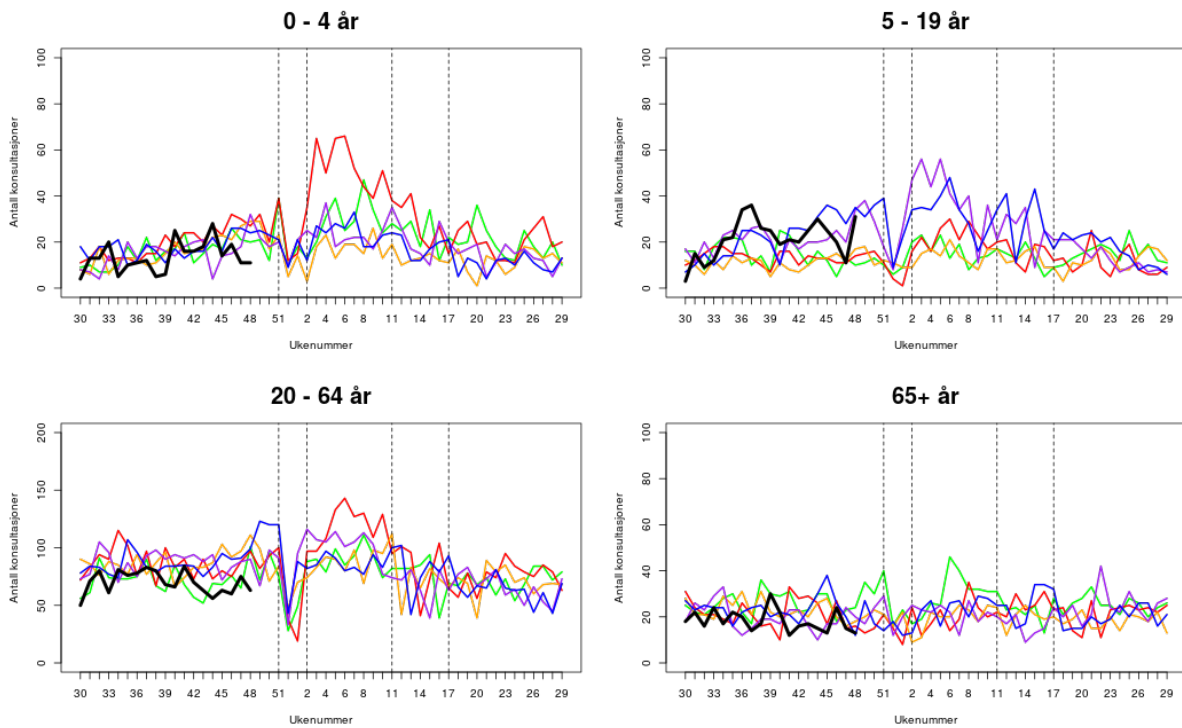 0 - 4 år
Antall konsultasjoner
0 20 40 60 80 100
30 33 36 39 42 45 48 51 2 4 6 8 11 14 17 20 23 26 29
Ukenummer
5 - 19 år
Antall konsultasjoner
0 20 40 60 80 100
30 33 36 39 42 45 48 51 2 4 6 8 11 14 17 20 23 26 29
Ukenummer
20 - 64 år
Antall konsultasjoner
0 50 100 150 200
30 33 36 39 42 45 48 51 2 4 6 8 11 14 17 20 23 26 29
Ukenummer
65+ år
Antall konsultasjoner
0 20 40 60 80 100
30 33 36 39 42 45 48 51 2 4 6 8 11 14 17 20 23 26 29
Ukenummer